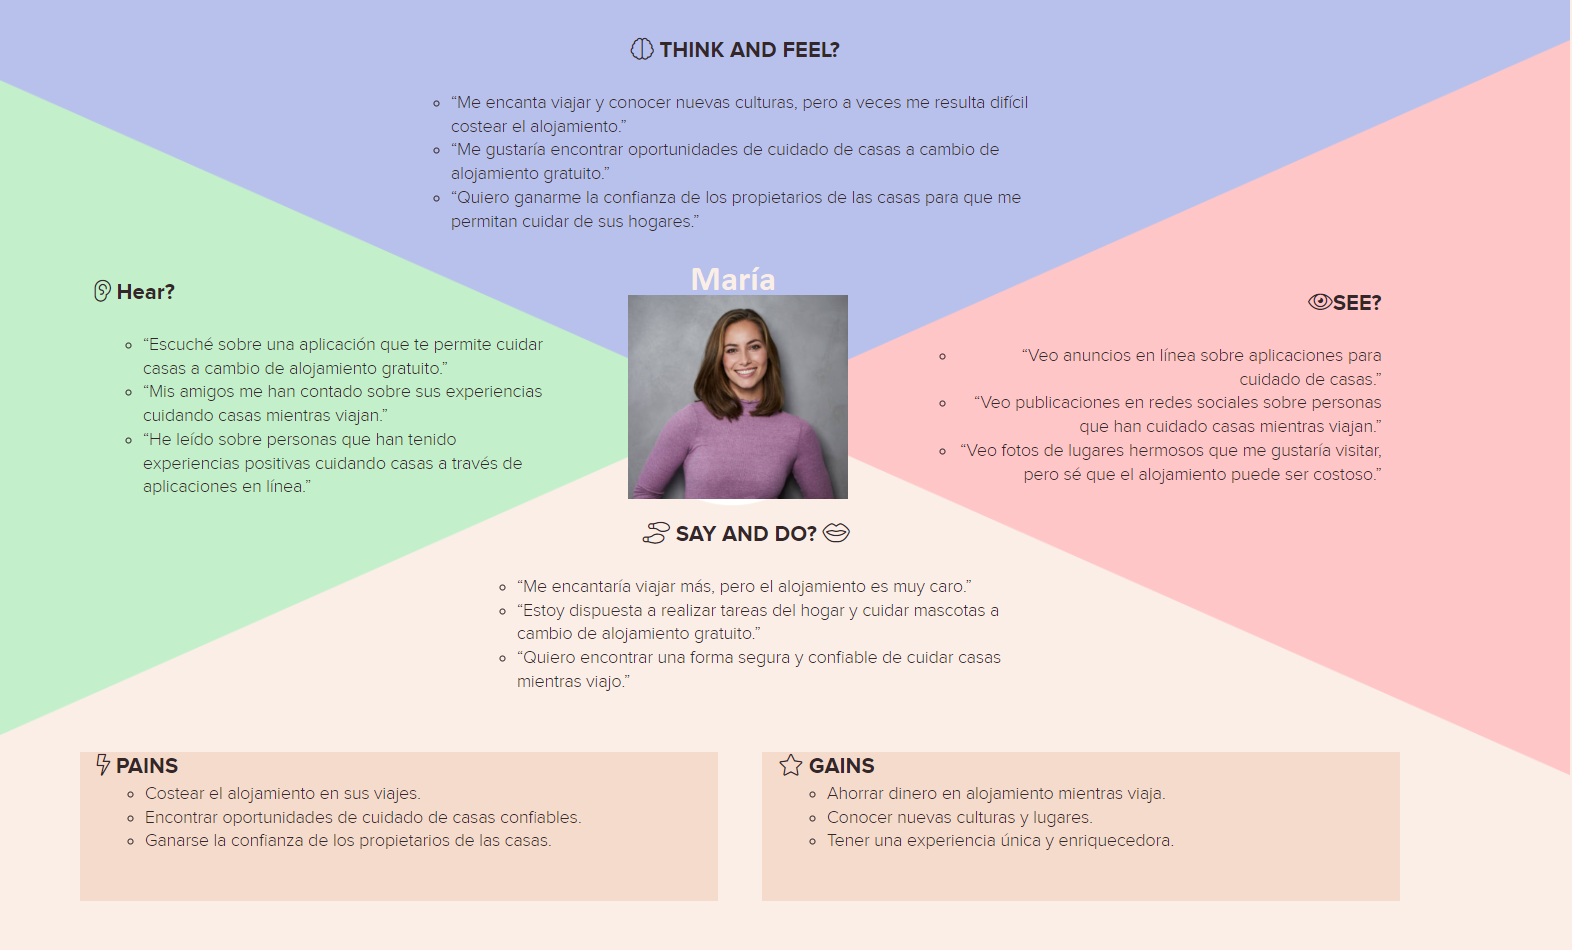 THINK AND FEEL?
“Me encanta viajar y conocer nuevas culturas, pero a veces me resulta difícil
costear el alojamiento.”
“Me gustaría encontrar oportunidades de cuidado de casas a cambio de
alojamiento gratuito.”
“Quiero ganarme la confianza de los propietarios de las casas para que me
permitan cuidar de sus hogares.”
María
Hear?
“Escuché sobre una aplicación que te permite cuidar
casas a cambio de alojamiento gratuito.”
“Mis amigos me han contado sobre sus experiencias
cuidando casas mientras viajan.”
“He leído sobre personas que han tenido
experiencias positivas cuidando casas a través de
aplicaciones en línea.”
SEE?
“Veo anuncios en línea sobre aplicaciones para
cuidado de casas.”
“Veo publicaciones en redes sociales sobre personas
que han cuidado casas mientras viajan.”
“Veo fotos de lugares hermosos que me gustaría visitar,
pero sé que el alojamiento puede ser costoso.”
SAY AND DO?
“Me encantaría viajar más, pero el alojamiento es muy caro.”
“Estoy dispuesta a realizar tareas del hogar y cuidar mascotas a
cambio de alojamiento gratuito.”
“Quiero encontrar una forma segura y confiable de cuidar casas
mientras viajo.”
PAINS
Costear el alojamiento en sus viajes.
Encontrar oportunidades de cuidado de casas confiables.
Ganarse la confianza de los propietarios de las casas.
GAINS
Ahorrar dinero en alojamiento mientras viaja.
Conocer nuevas culturas y lugares.
Tener una experiencia única y enriquecedora.